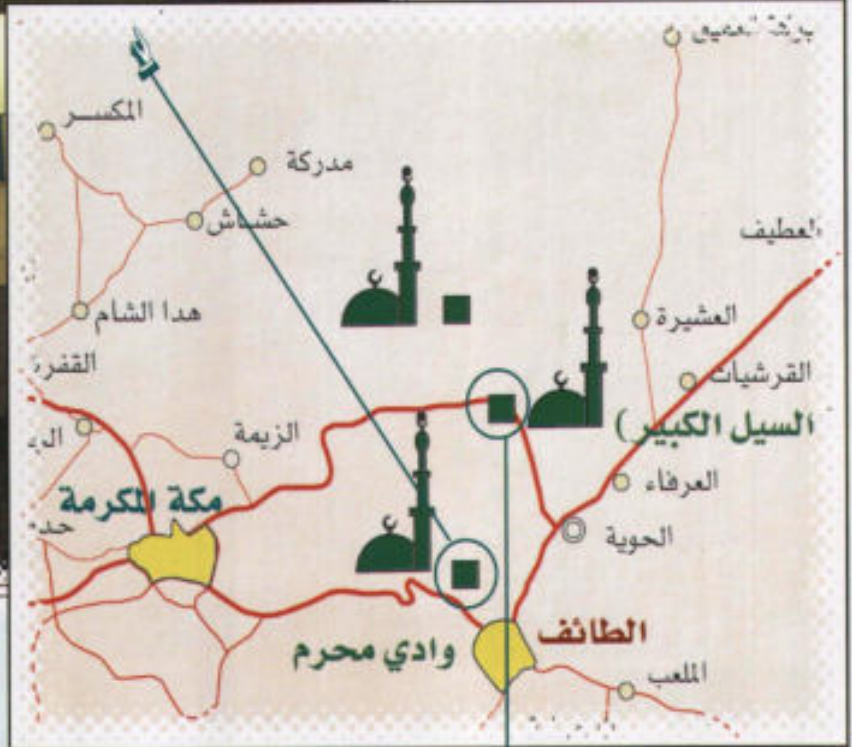 المكسر
مدركة
حشاش
العطيف
هدا الشام
العشيرة
القرشيات
السيل الكبير )
الزيمة
العرفاء
مكة المكرمة
الحوية
الطائف
وادي محرم
الملعب